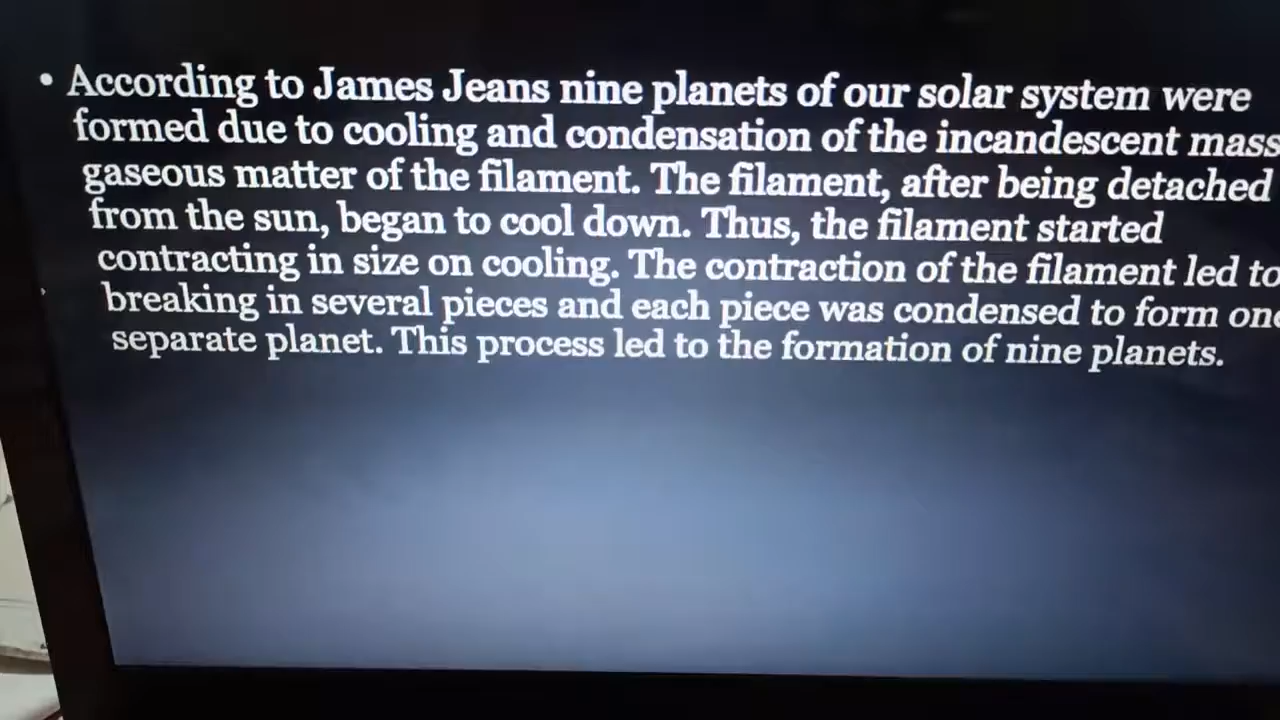 • According to James Jeans nine planets of our solar system were
formed due to cooling and condensation of the incandescent mass
gaseous matter of the filament. The filament, after being detached
from the sun, began to cool down. Thus, the filament started
contracting in size on cooling. The contraction of the filament led to
breaking in several pieces and each piece was condensed to form
separate planet. This process led to the formation of nine planets.